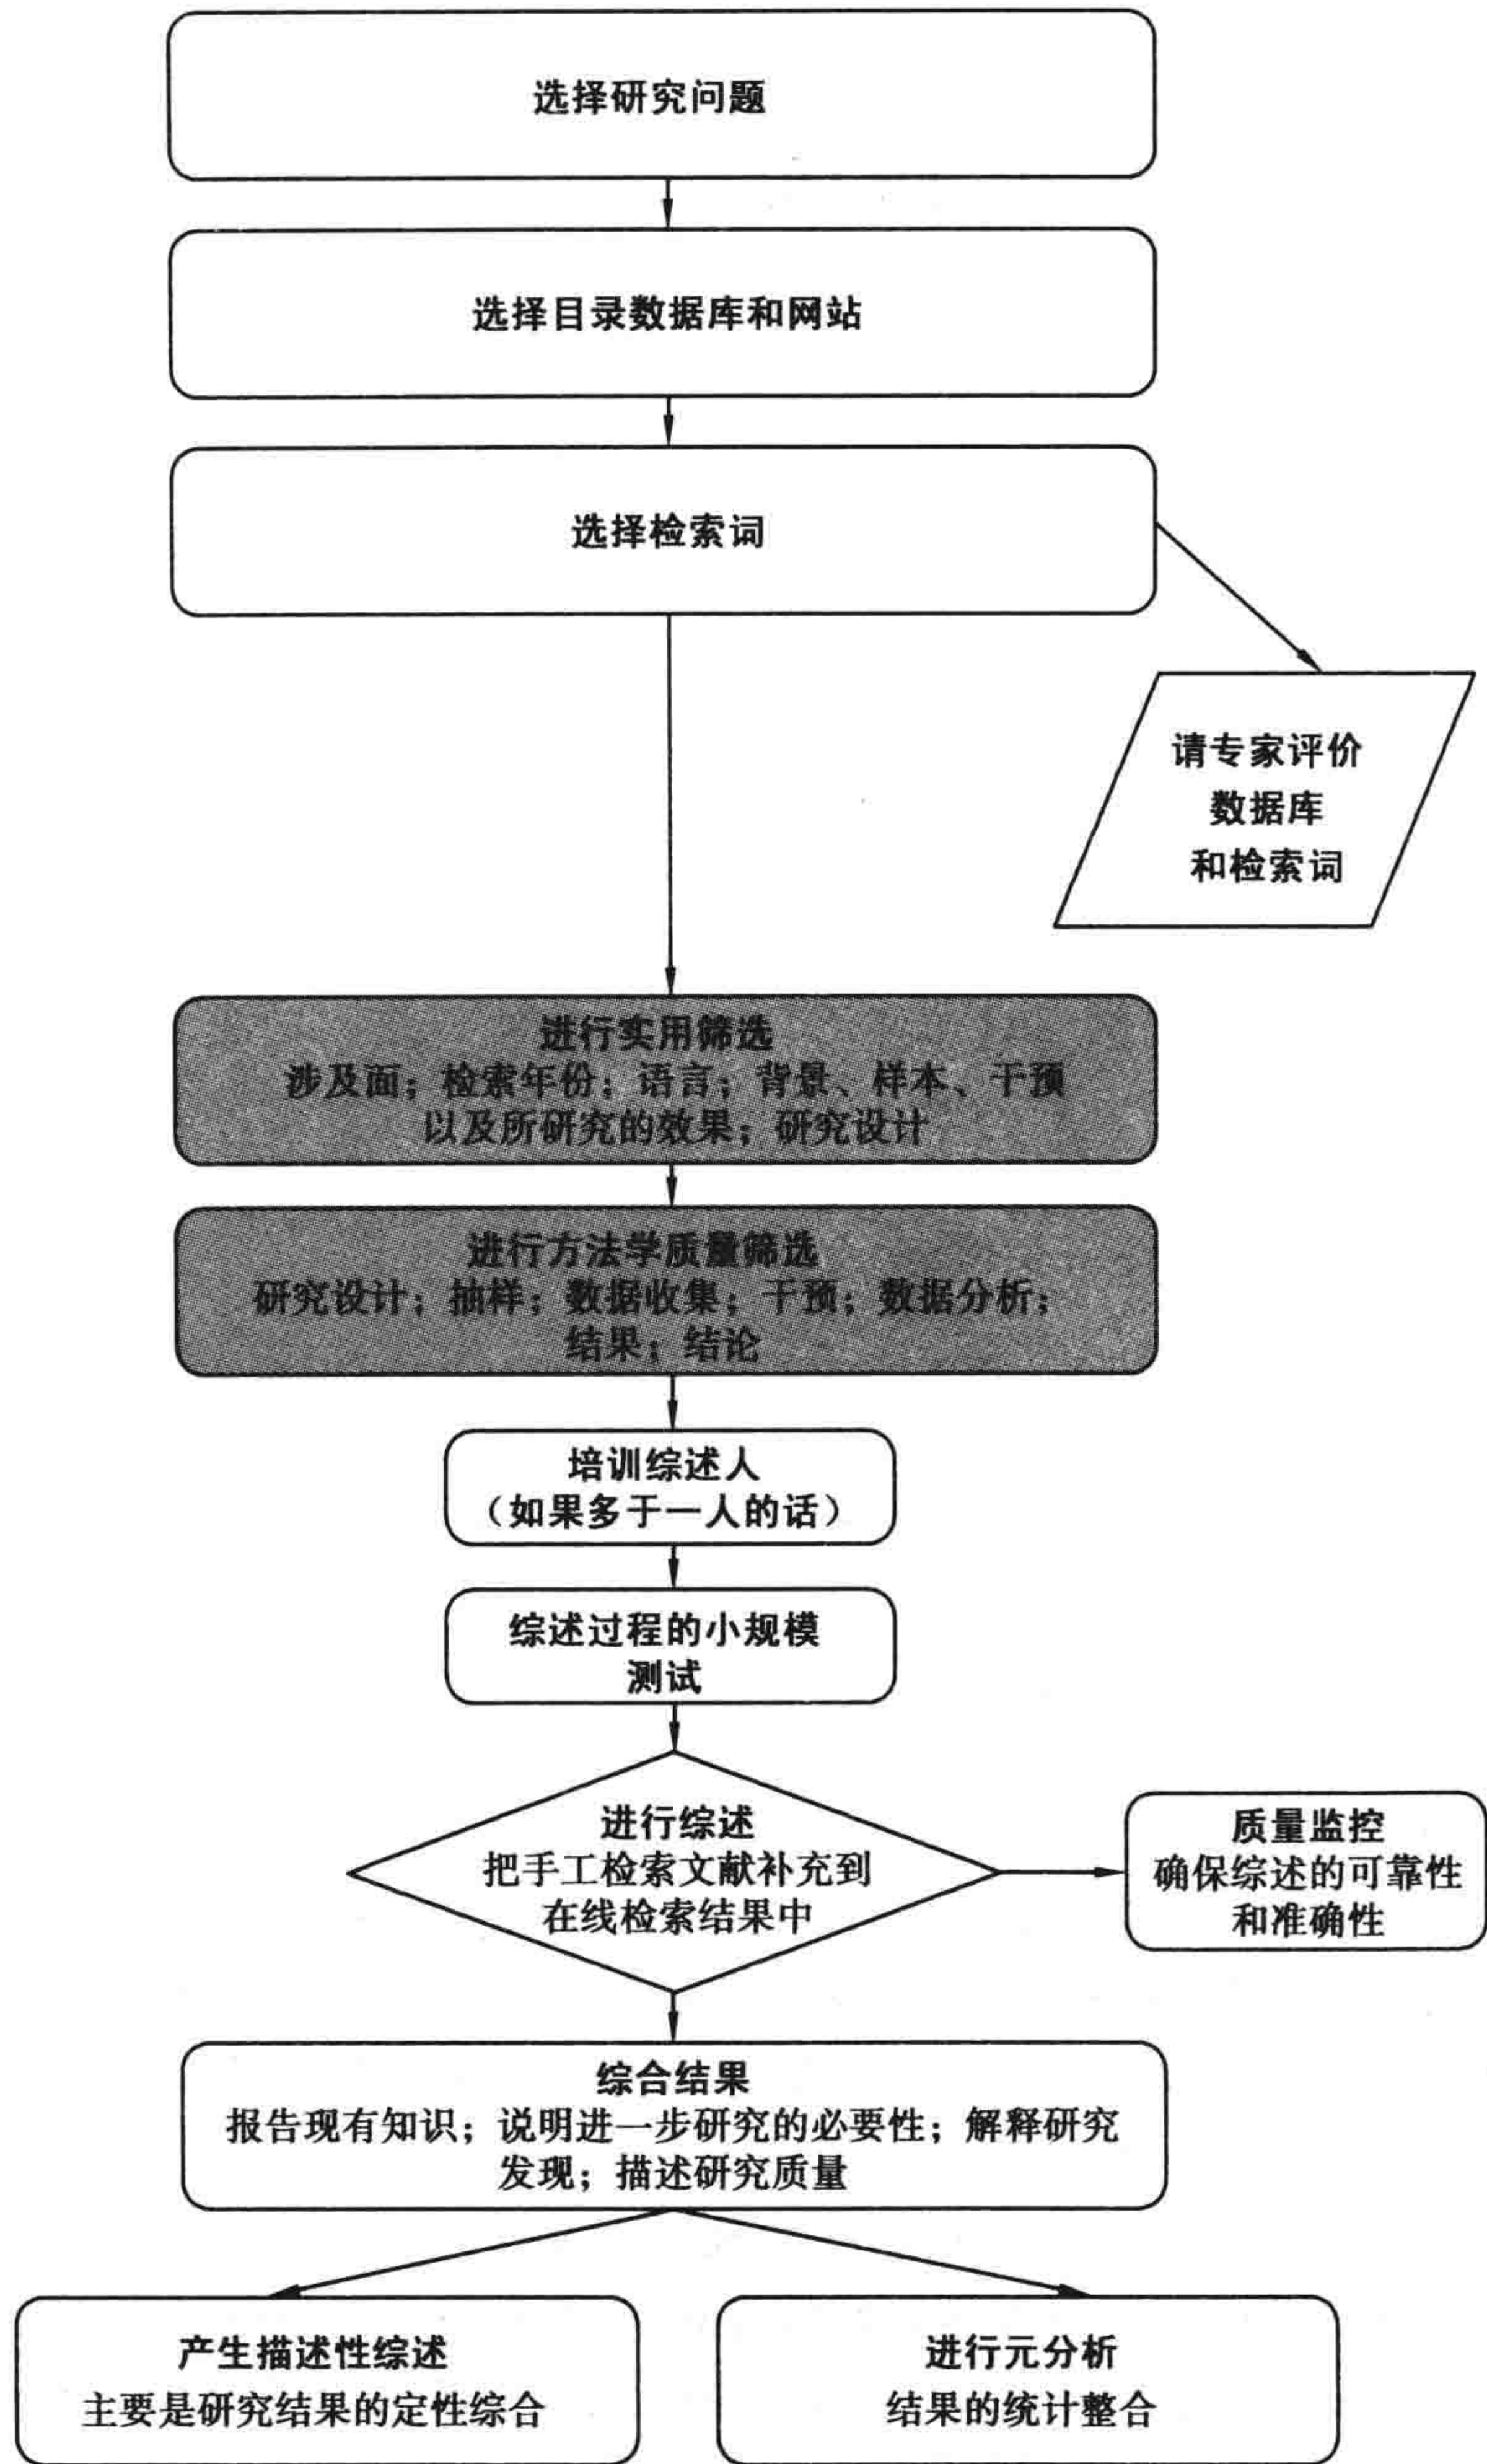 选择研究问题
选择目录数据库和网站
选择检索词
请专家评价
数据库
和检索词
进行实用筛选
涉及面；检索年份；语言；背景、样本、干预
以及所研究的效果；研究设计
进行方法学质量筛选
研究设计；抽样；数据收集；干预；数据分析；
结果；结论
培训综述人
（如果多于一人的话）
综述过程的小规模
测试
进行综述
把手工检索文献补充到
在线检索结果中
质量监控
确保综述的可靠性
和准确性
综合结果
报告现有知识；说明进一步研究的必要性；解释研究
发现；描述研究质量
产生描述性综述
主要是研究结果的定性综合
进行元分析
结果的统计整合